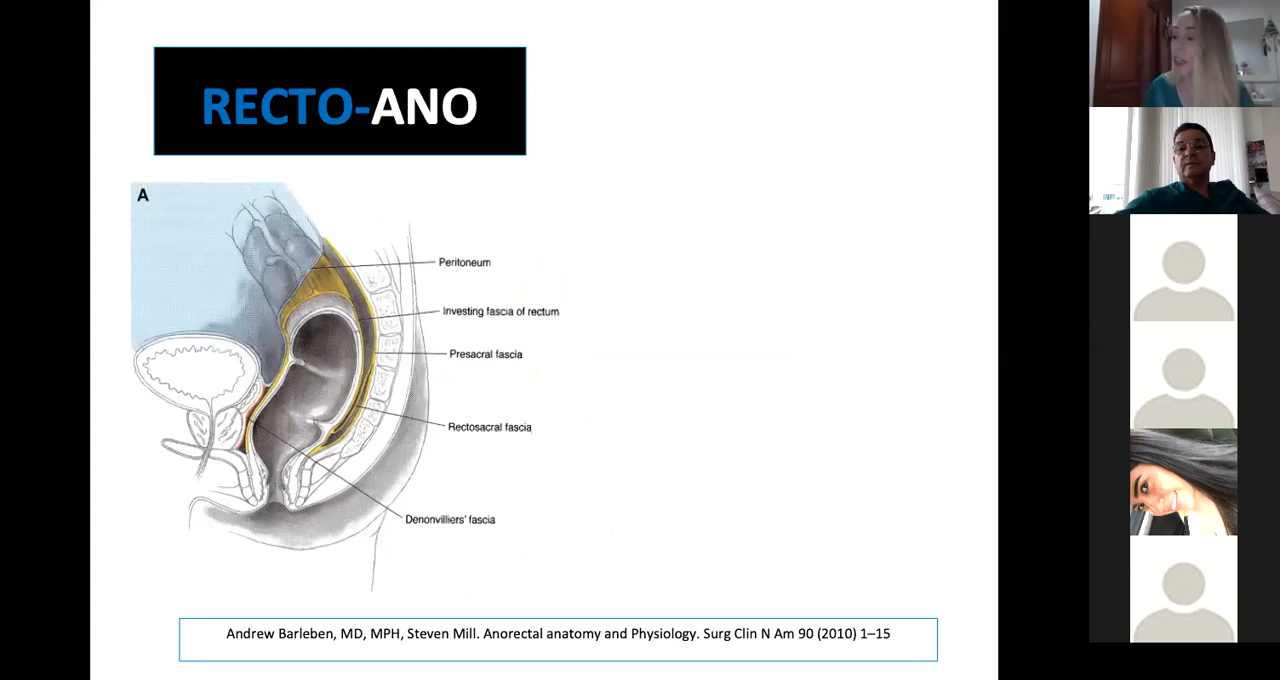 RECTO-ANO
A
Peritoneum
Investing fascia of rectum
Presacral fascia
Rectosacral fascia
Denonvilliers' fascia
Andrew Barleben, MD, MPH, Steven Mill. Anorectal anatomy and Physiology. Surg Clin N Am 90 (2010) 1–15